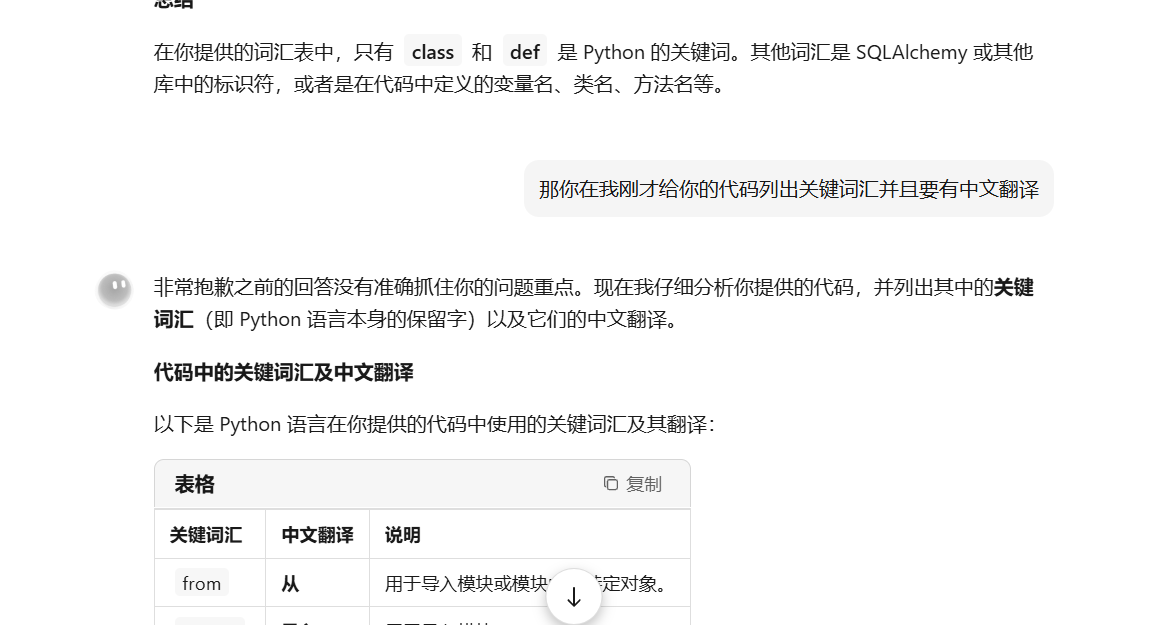 在你提供的词汇表中，只有 class 和 def 是 Python 的关键词。其他词汇是 SQLAlchemy 或其他
库中的标识符，或者是在代码中定义的变量名、类名、方法名等。
那你在我刚才给你的代码列出关键词汇并且要有中文翻译
非常抱歉之前的回答没有准确抓住你的问题重点。现在我仔细分析你提供的代码，并列出其中的关键
词汇（即 Python 语言本身的保留字）以及它们的中文翻译。
代码中的关键词汇及中文翻译
以下是 Python 语言在你提供的代码中使用的关键词汇及其翻译：
表格 复制
关键词汇 中文翻译 说明
from 从 用于导入模块或模块 定对象。